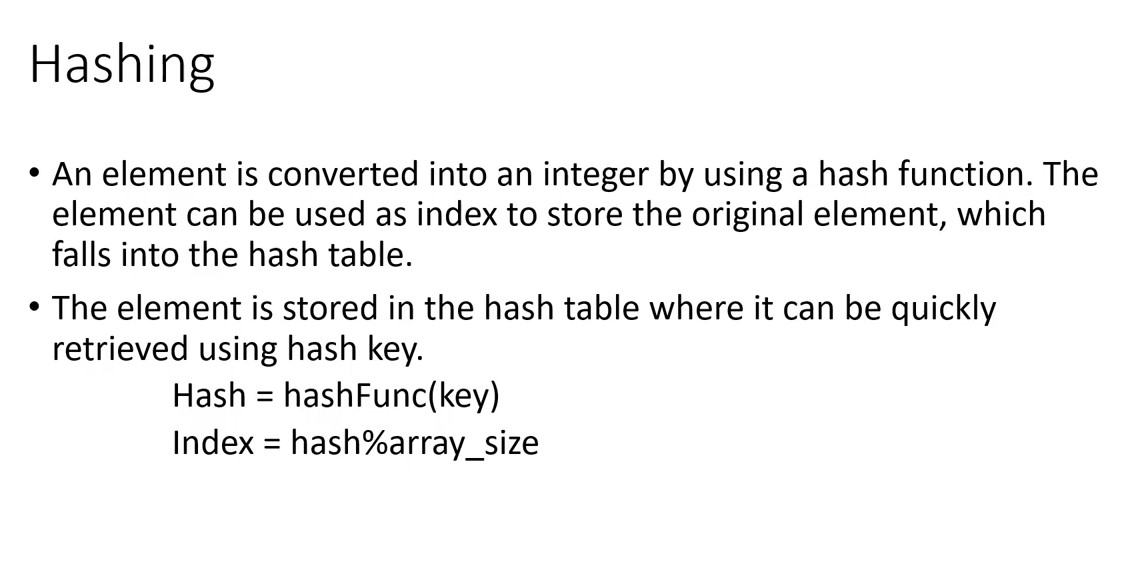 Hashing
• An element is converted into an integer by using a hash function. The
element can be used as index to store the original element, which
falls into the hash table.
• The element is stored in the hash table where it can be quickly
retrieved using hash key.
Hash = hashFunc(key)
Index = hash%array_size